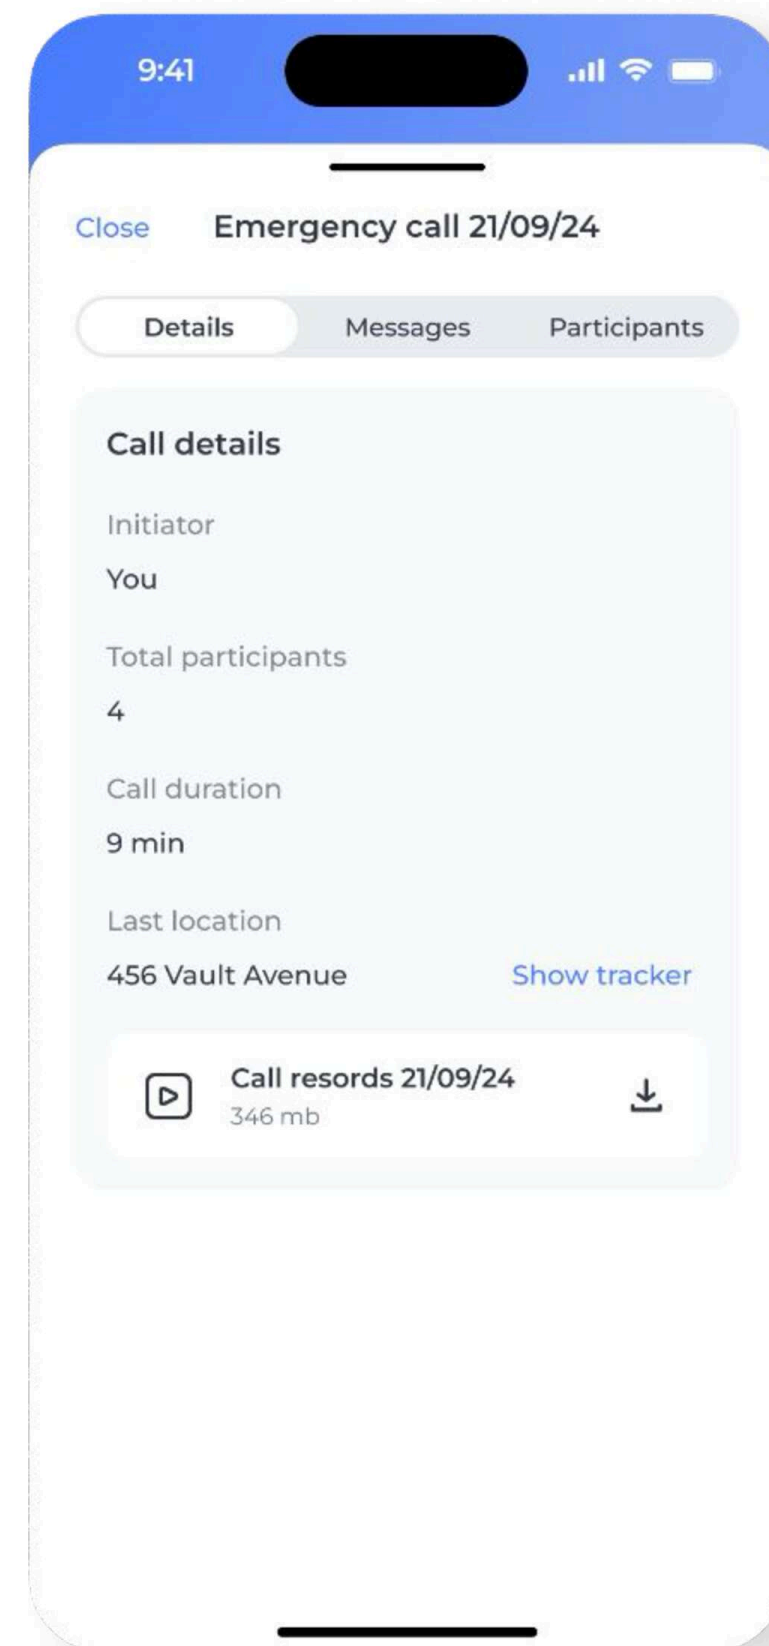 9:41
Close Emergency call 21/09/24
Details Messages Participants
Call details
Initiator
You
Total participants
4
Call duration
9 min
Last location
456 Vault Avenue Show tracker
Call resords 21/09/24
346 mb